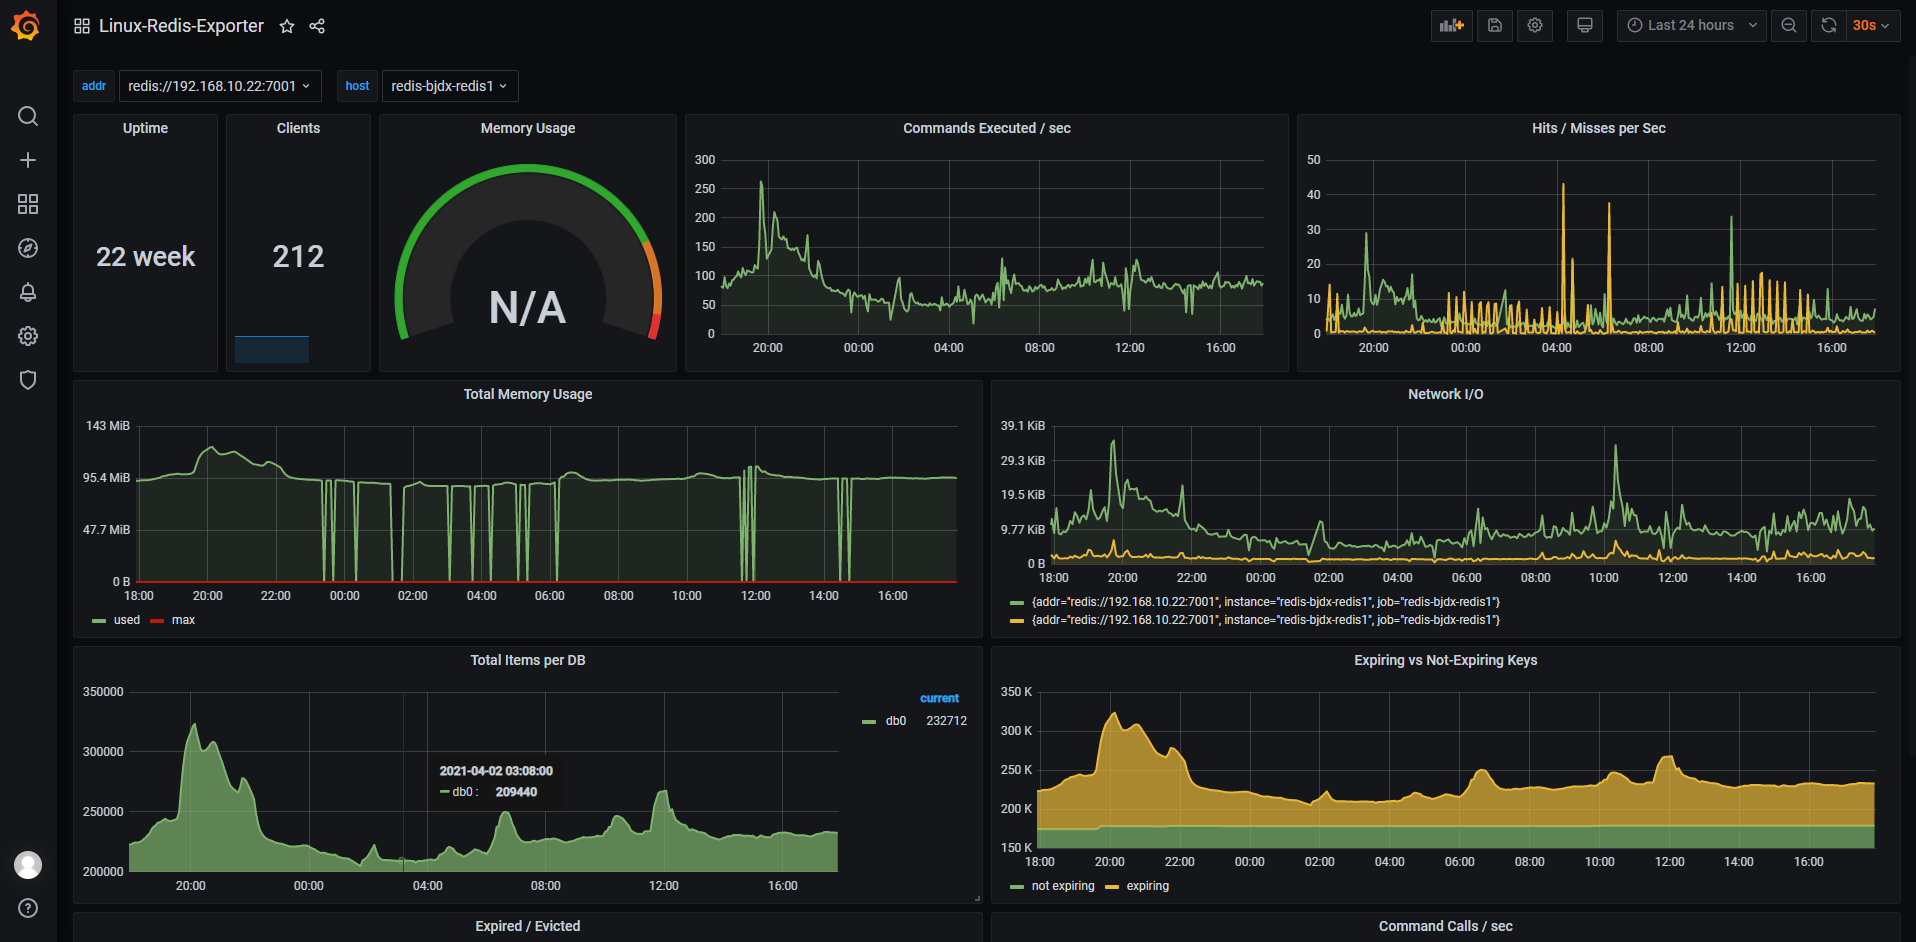 Linux-Redis-Exporter
Last 24 hours
30s
addr redis://192.168.10.22:7001 host redis-bjdx-redis1
Uptime
22 week
Clients
212
Memory Usage
N/A
Commands Executed / sec
300
250
200
150
100
50
0
20:00 00:00 04:00 08:00 12:00 16:00
Hits / Misses per Sec
50
40
30
20
10
0
20:00 00:00 04:00 08:00 12:00 16:00
Total Memory Usage
143 MiB
95.4 MiB
47.7 MiB
0 B
18:00 20:00 22:00 00:00 02:00 04:00 06:00 08:00 10:00 12:00 14:00 16:00
used max
Network I/O
39.1 KiB
29.3 KiB
19.5 KiB
9.77 KiB
0 B
18:00 20:00 22:00 00:00 02:00 04:00 06:00 08:00 10:00 12:00 14:00 16:00
{addr="redis://192.168.10.22:7001", instance="redis-bjdx-redis1", job="redis-bjdx-redis1"}
{addr="redis://192.168.10.22:7001", instance="redis-bjdx-redis1", job="redis-bjdx-redis1"}
Total Items per DB
350000
300000
250000
200000
20:00 00:00 04:00 08:00 12:00 16:00
2021-04-02 03:08:00
db0 : 209440
current
db0 232712
Expiring vs Not-Expiring Keys
350 K
300 K
250 K
200 K
150 K
18:00 20:00 22:00 00:00 02:00 04:00 06:00 08:00 10:00 12:00 14:00 16:00
not expiring expiring
Expired / Evicted
Command Calls / sec